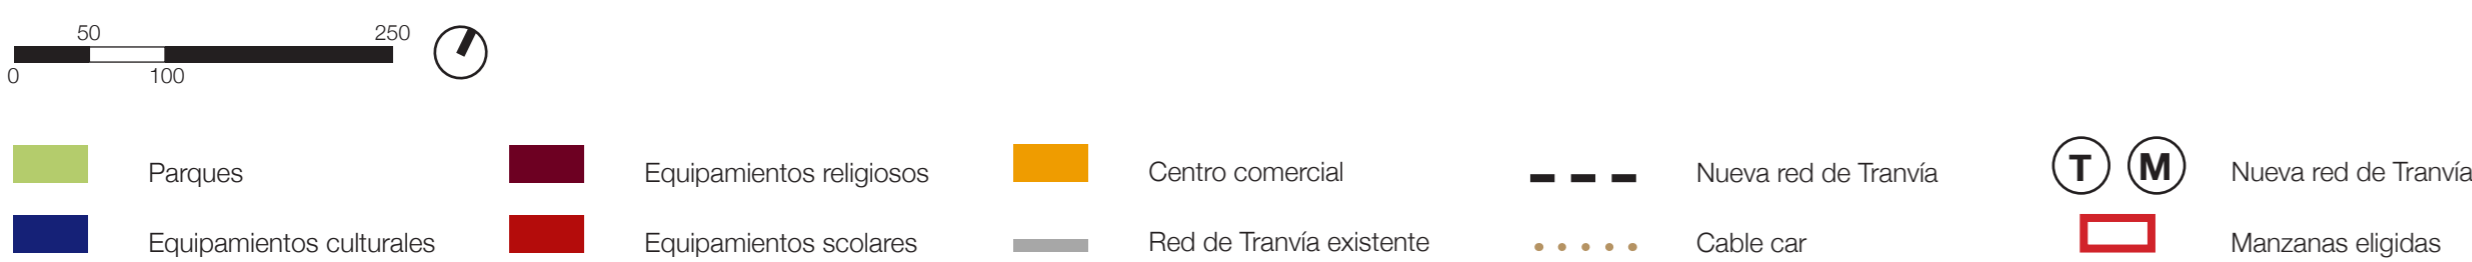 50 250
0 100
Parques Equipamientos religiosos Centro comercial Nueva red de Tranvía T M Nueva red de Tranvía
Equipamientos culturales Equipamientos scolares Red de Tranvía existente Cable car Manzanas eligidas